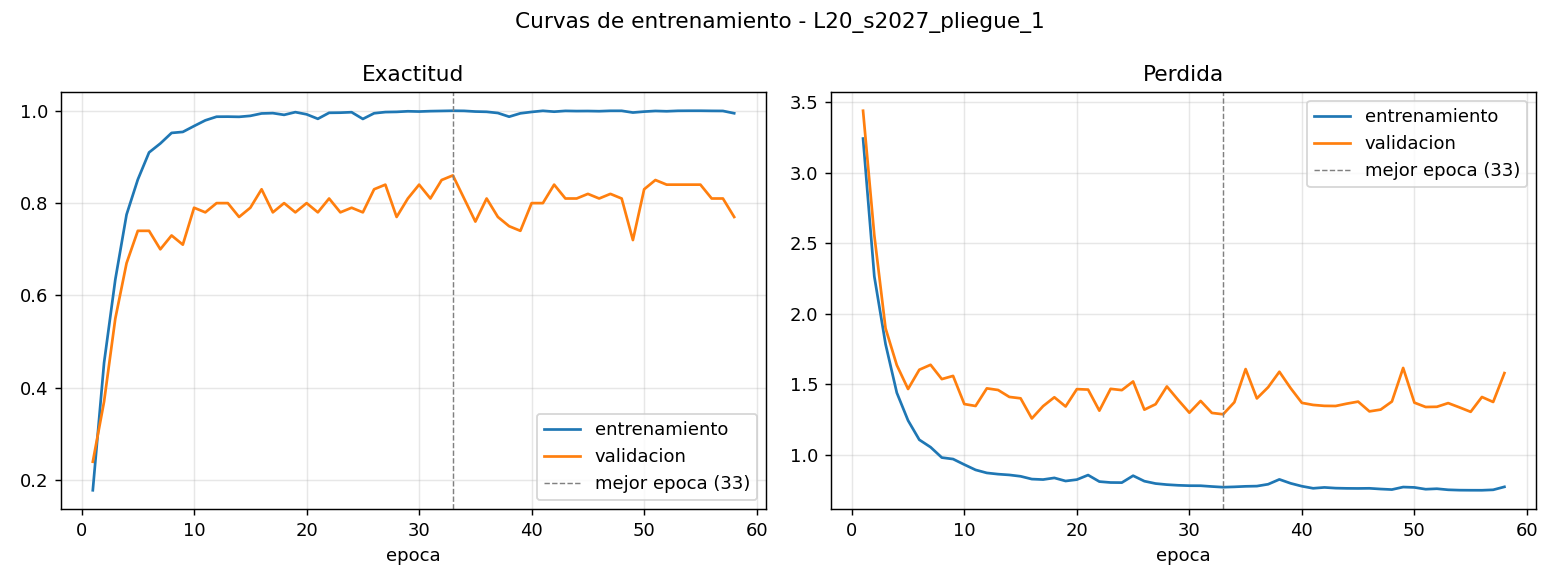 Curvas de entrenamiento - L20_s2027_pliegue_1
Exactitud
1.0
0.8
0.6
0.4
0.2
0 10 20 30 40 50 60
epoca
entrenamiento
validacion
mejor epoca (33)
Perdida
3.5
3.0
2.5
2.0
1.5
1.0
0 10 20 30 40 50 60
epoca
entrenamiento
validacion
mejor epoca (33)